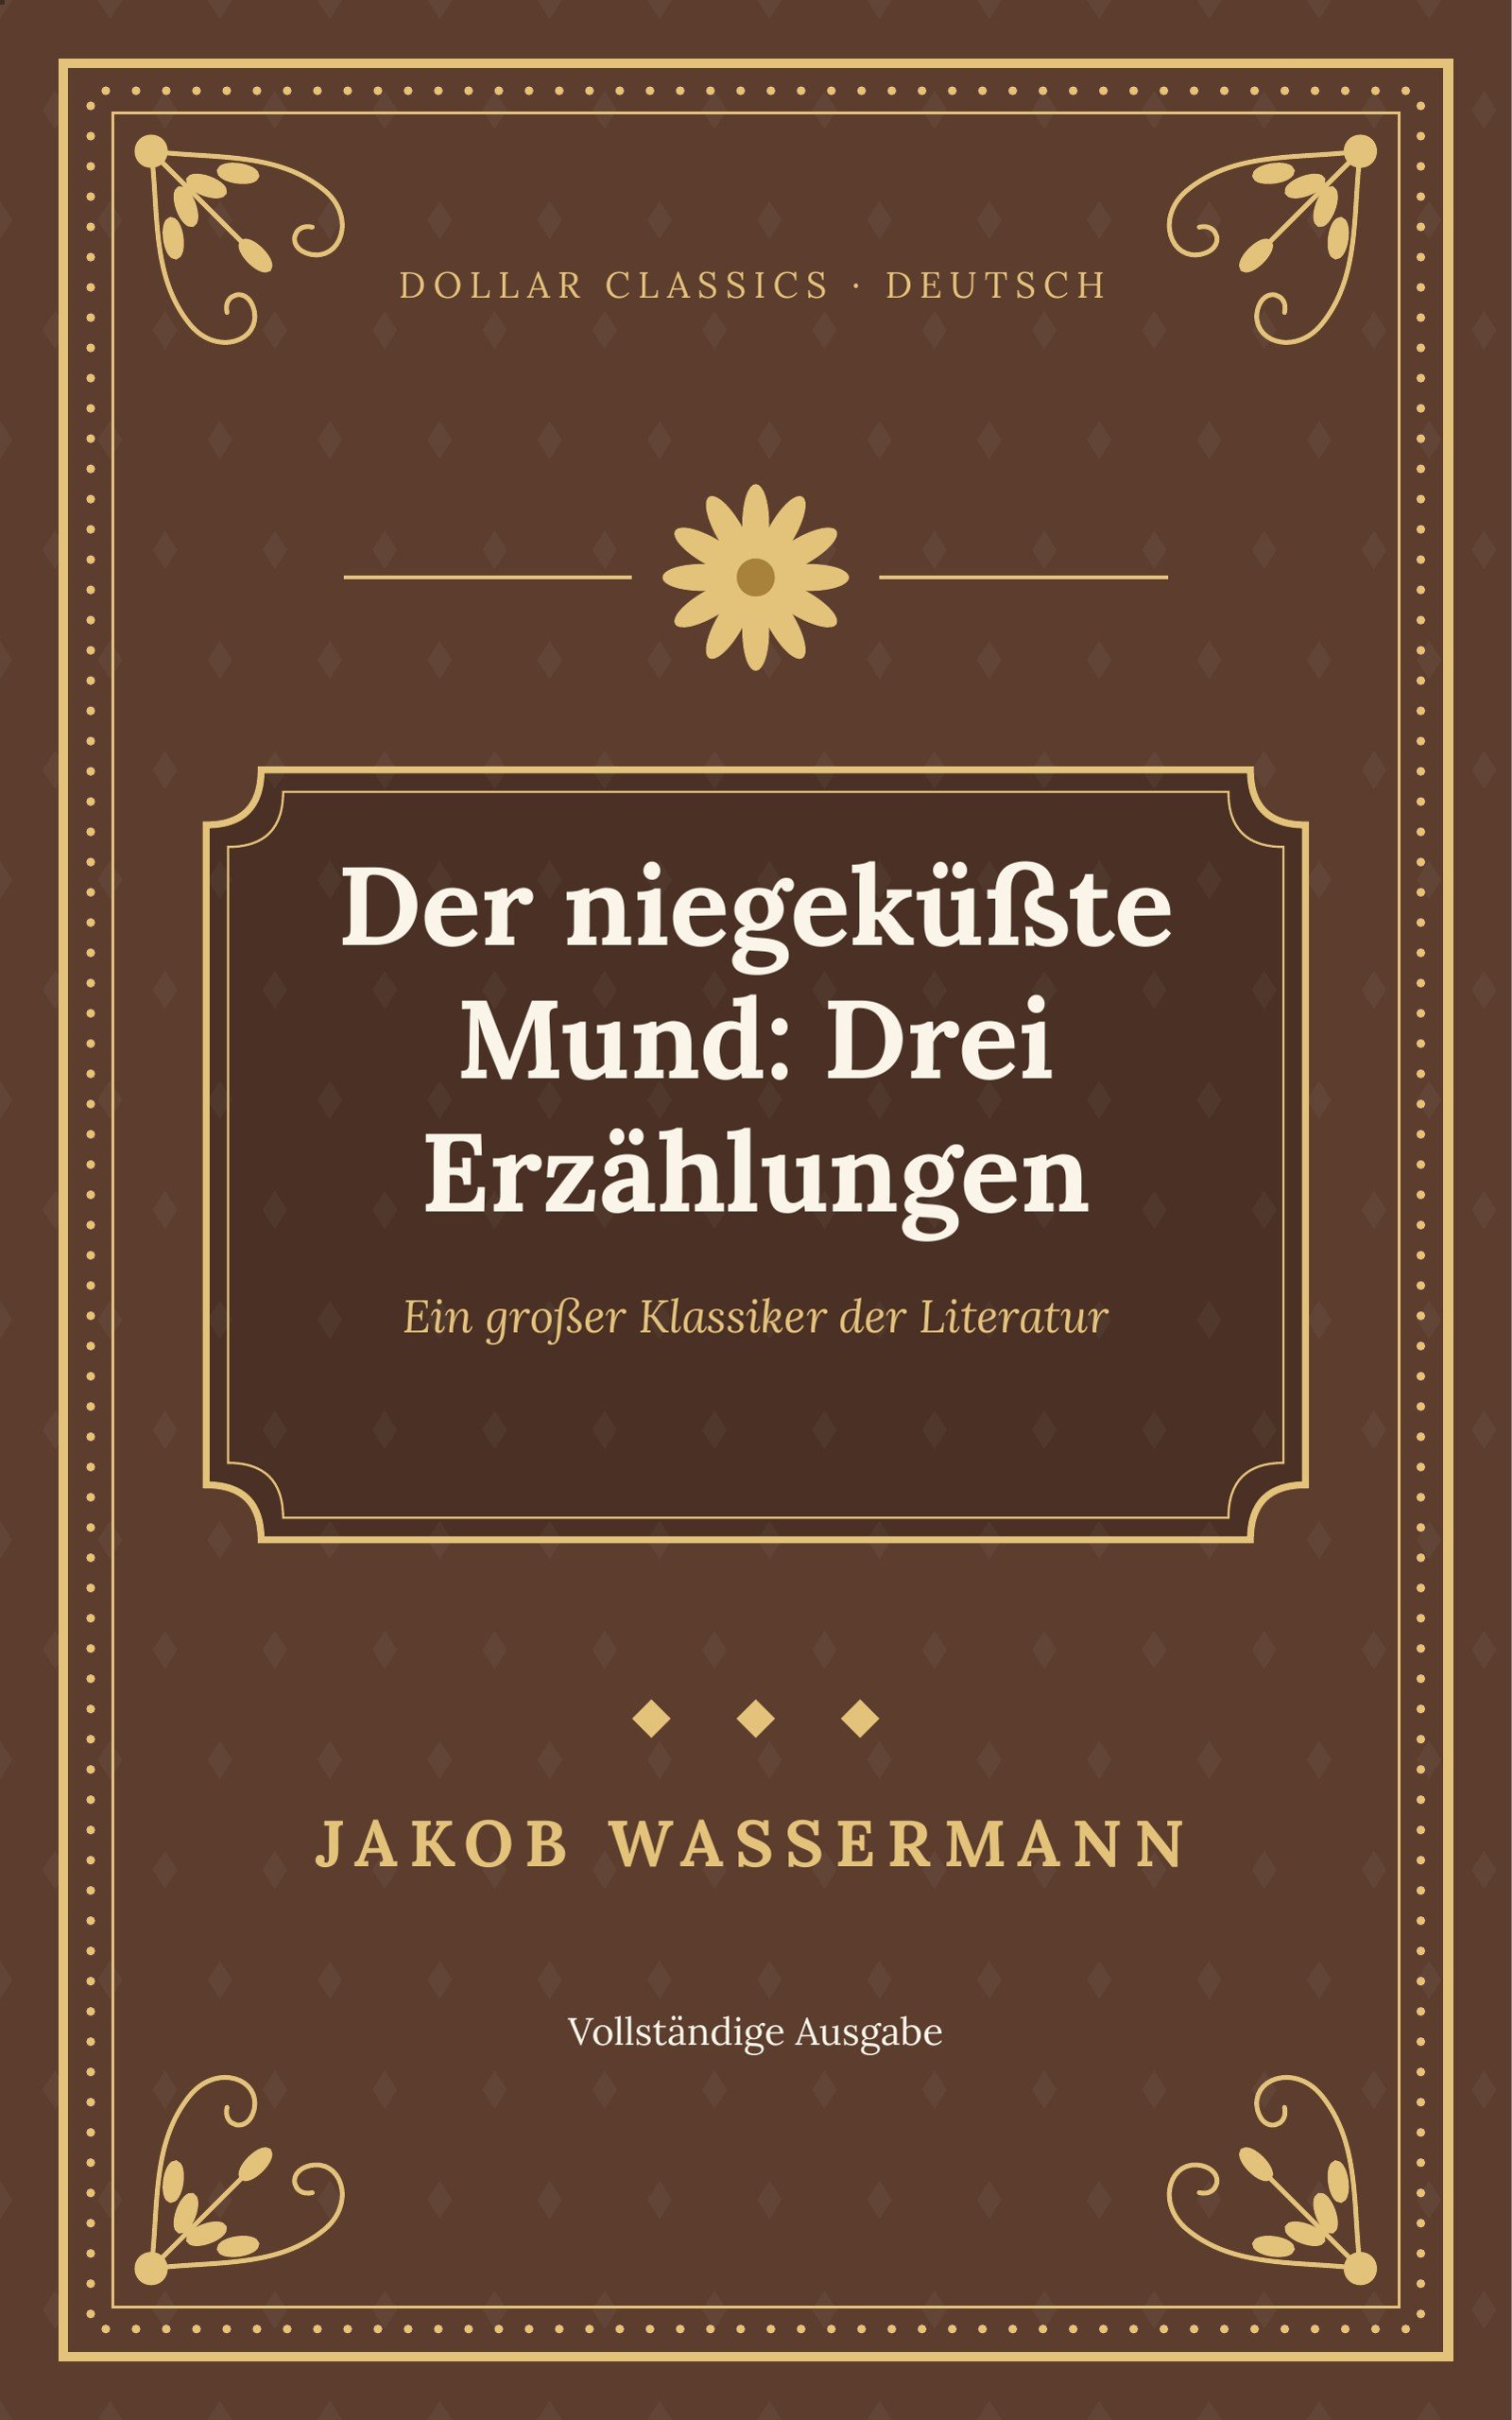 DOLLAR CLASSICS · DEUTSCH
Der niegeküßte
Mund: Drei
Erzählungen
Ein großer Klassiker der Literatur
JAKOB WASSERMANN
Vollständige Ausgabe